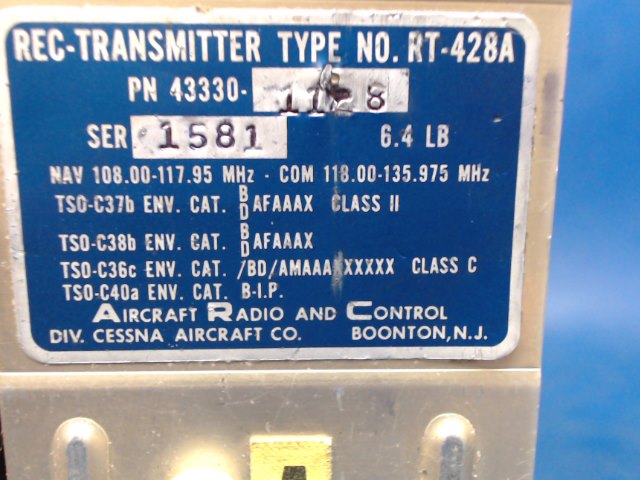 REC-TRANSMITTER TYPE NO. RT-428A
PN 43330-1128
SER 1581 6.4 LB
NAV 108.00-117.95 MHz - COM 118.00-135.975 MHz
TSO-C37b ENV. CAT. B/D AFAAAX CLASS II
TSO-C38b ENV. CAT. B/D AFAAAX
TSO-C36c ENV. CAT. /BD/AMAAAXXXXXX CLASS C
TSO-C40a ENV. CAT. B-I.P.
AIRCRAFT RADIO AND CONTROL
DIV. CESSNA AIRCRAFT CO. BOONTON, N.J.
A